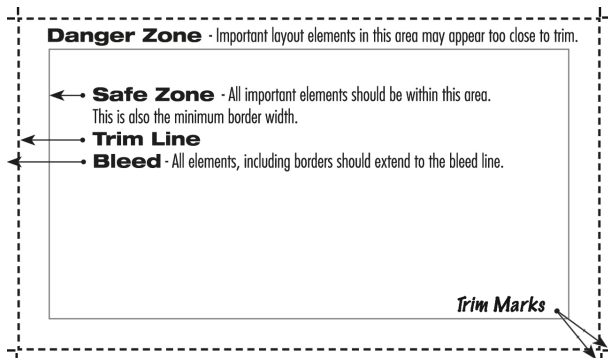 Danger Zone - Important layout elements in this area may appear too close to trim.
Safe Zone - All important elements should be within this area.
This is also the minimum border width.
Trim Line
Bleed - All elements, including borders should extend to the bleed line.
Trim Marks